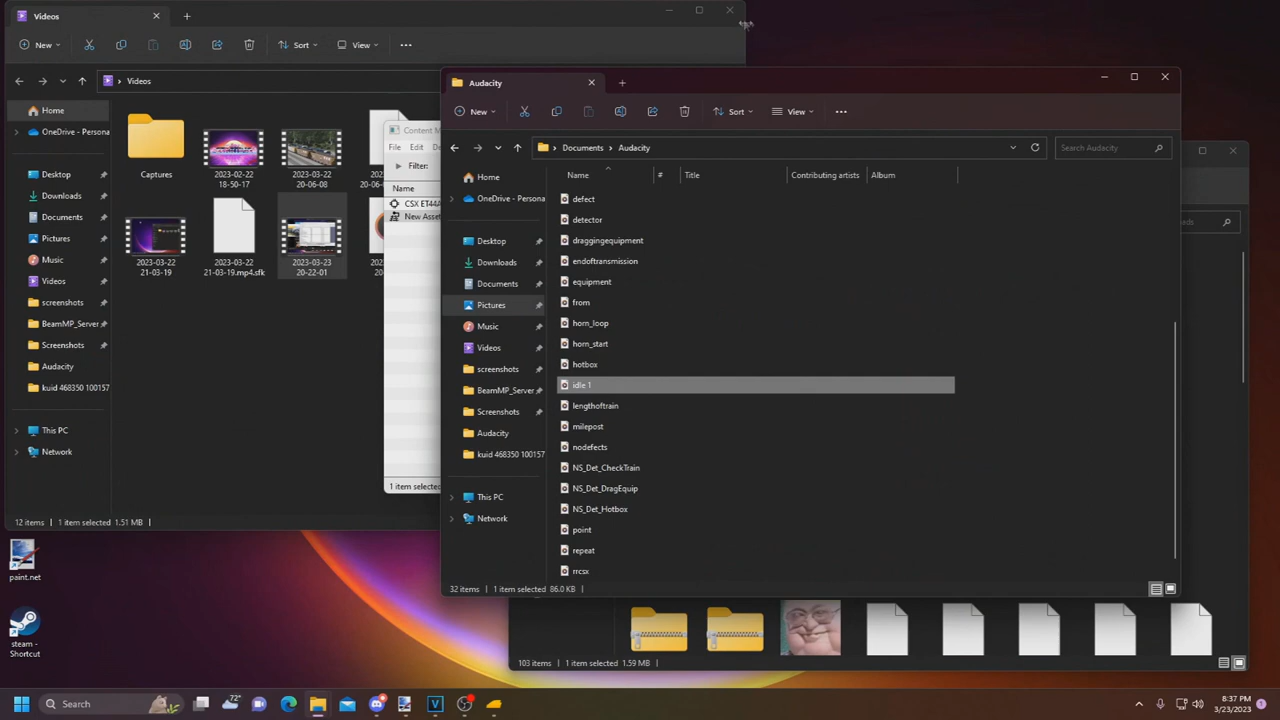 Videos
New
Sort
View
Videos
Home
OneDrive - Persona
Desktop
Downloads
Documents
Pictures
Music
Videos
screenshots
BeamMP_Server
Screenshots
Audacity
kuid 468350 100157
This PC
Network
Captures
2023-02-22
18-50-17
2023-03-22
20-06-08
2023-03-22
21-03-19
2023-03-22
21-03-19.mp4.sfk
2023-03-23
20-22-01
12 items
1 item selected 1.51 MB
Content M
File
Edit
Filter:
Name
CSX ET44A
New Asset
1 item selected
Audacity
New
Sort
View
Documents
Audacity
Search Audacity
Home
OneDrive - Persona
Desktop
Downloads
Documents
Pictures
Music
Videos
screenshots
BeamMP_Server
Screenshots
Audacity
kuid 468350 100157
This PC
Network
Name
#
Title
Contributing artists
Album
defect
detector
draggingequipment
endoftransmission
equipment
from
horn_loop
horn_start
hotbox
idle 1
lengthoftrain
milepost
nodefects
NS_Det_CheckTrain
NS_Det_DragEquip
NS_Det_Hotbox
point
repeat
rrcsx
32 items
1 item selected 86.0 KB
103 items
1 item selected 1.59 MB
paint.net
steam -
Shortcut
Search
72°
8:37 PM
3/23/2023